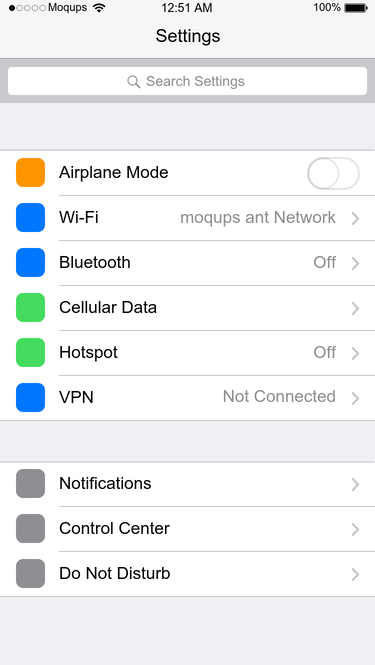 Moqups 12:51 AM 100%
Settings
Search Settings
Airplane Mode
Wi-Fi moqups ant Network
Bluetooth Off
Cellular Data
Hotspot Off
VPN Not Connected
Notifications
Control Center
Do Not Disturb